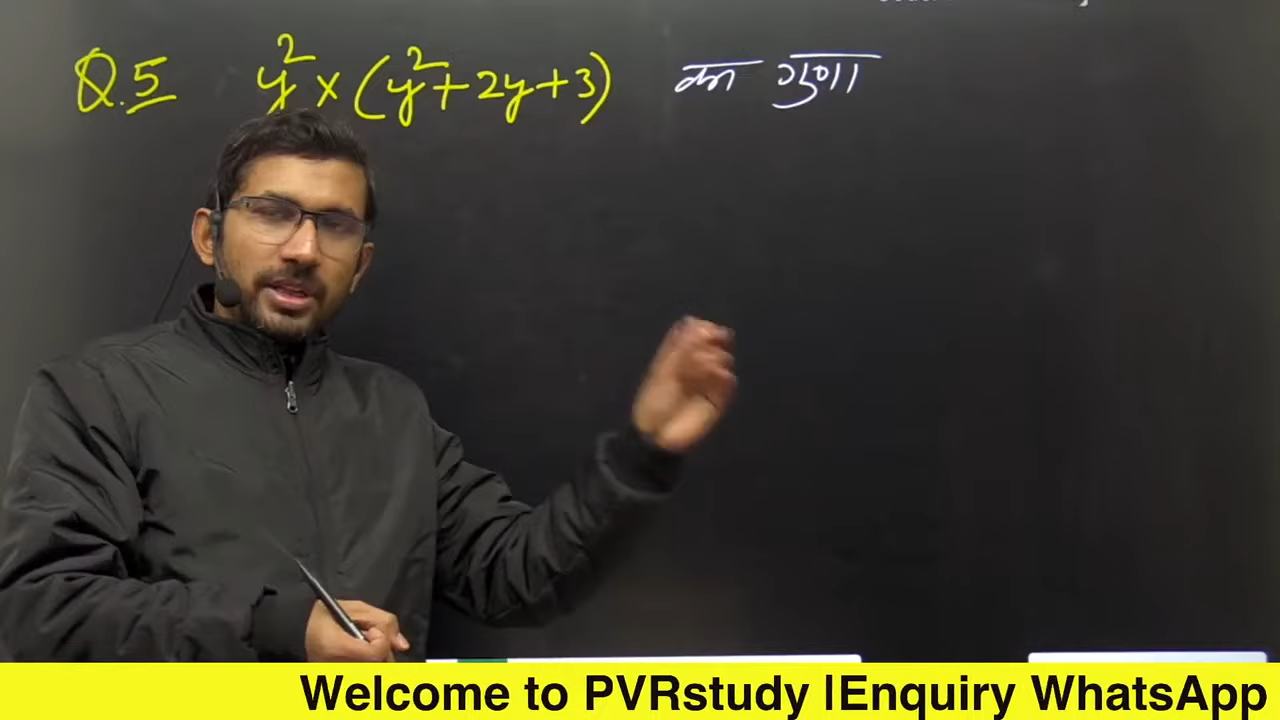 Q.5 y² × (y² + 2y + 3) का गुणा
Welcome to PVRstudy |Enquiry WhatsApp